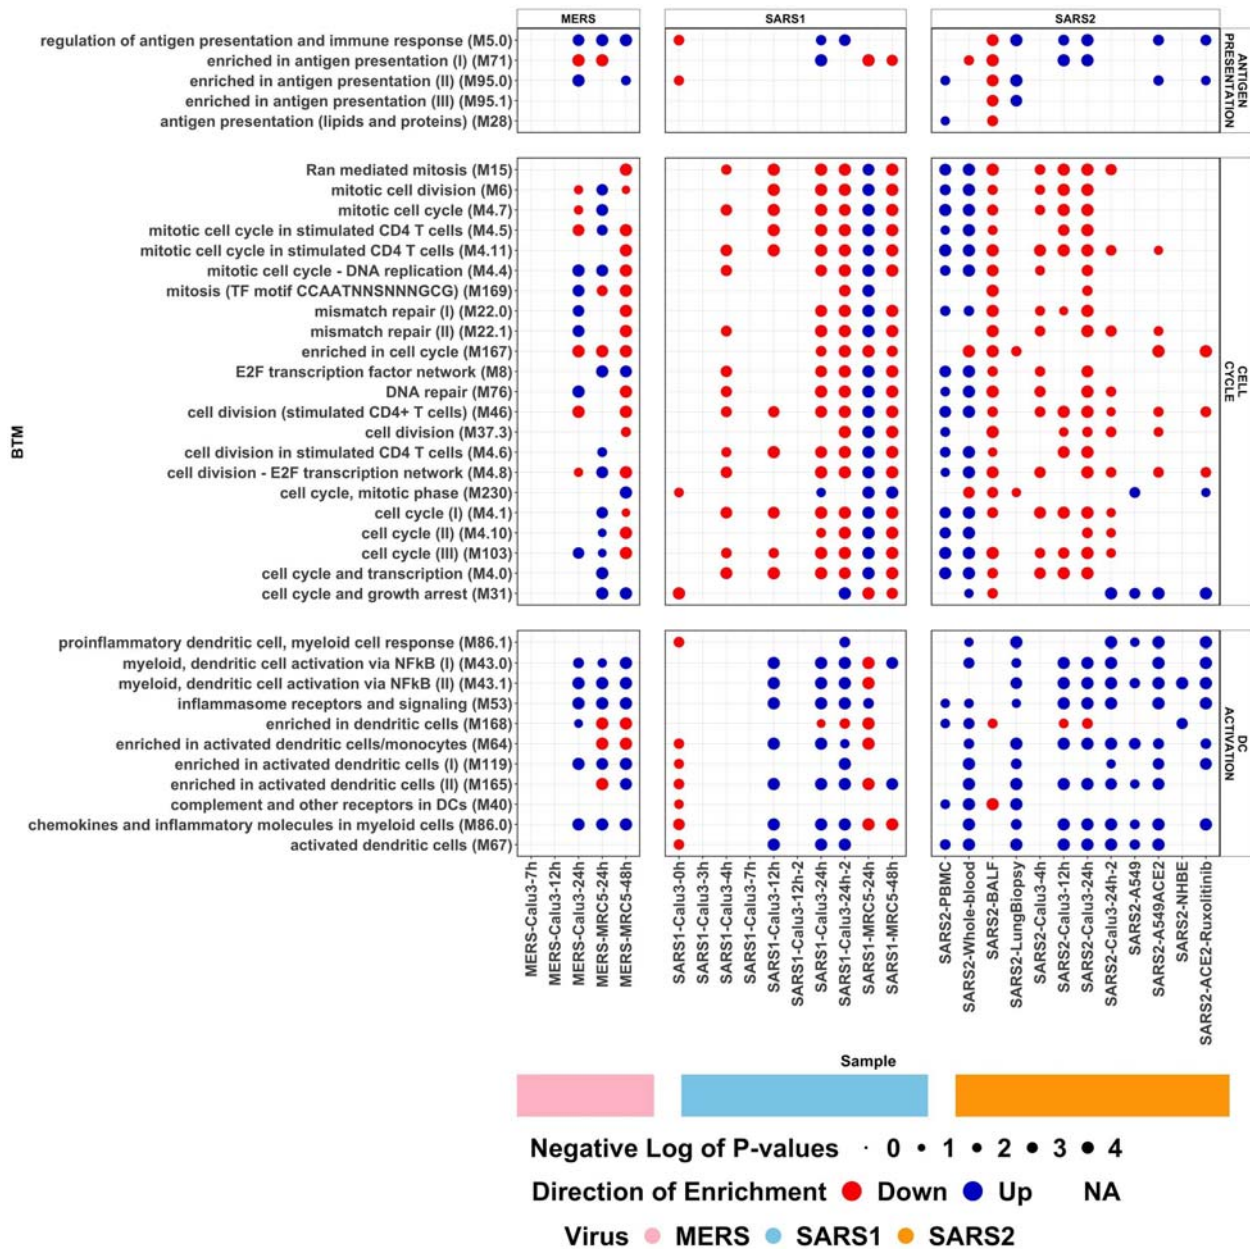 MERS SARS1 SARS2
regulation of antigen presentation and immune response (M5.0)
enriched in antigen presentation (I) (M71)
enriched in antigen presentation (II) (M95.0)
enriched in antigen presentation (III) (M95.1)
antigen presentation (lipids and proteins) (M28)
ANTIGEN
PRESENTATION
Ran mediated mitosis (M15)
mitotic cell division (M6)
mitotic cell cycle (M4.7)
mitotic cell cycle in stimulated CD4 T cells (M4.5)
mitotic cell cycle in stimulated CD4 T cells (M4.11)
mitotic cell cycle - DNA replication (M4.4)
mitosis (TF motif CCAATNNSNNNGCG) (M169)
mismatch repair (I) (M22.0)
mismatch repair (II) (M22.1)
enriched in cell cycle (M167)
E2F transcription factor network (M8)
DNA repair (M76)
cell division (stimulated CD4+ T cells) (M46)
cell division (M37.3)
cell division in stimulated CD4 T cells (M4.6)
cell division - E2F transcription network (M4.8)
cell cycle, mitotic phase (M230)
cell cycle (I) (M4.1)
cell cycle (II) (M4.10)
cell cycle (III) (M103)
cell cycle and transcription (M4.0)
cell cycle and growth arrest (M31)
CELL
CYCLE
BTM
proinflammatory dendritic cell, myeloid cell response (M86.1)
myeloid, dendritic cell activation via NFkB (I) (M43.0)
myeloid, dendritic cell activation via NFkB (II) (M43.1)
inflammasome receptors and signaling (M53)
enriched in dendritic cells (M168)
enriched in activated dendritic cells/monocytes (M64)
enriched in activated dendritic cells (I) (M119)
enriched in activated dendritic cells (II) (M165)
complement and other receptors in DCs (M40)
chemokines and inflammatory molecules in myeloid cells (M86.0)
activated dendritic cells (M67)
DC
ACTIVATION
MERS-Calu3-7h
MERS-Calu3-12h
MERS-Calu3-24h
MERS-MRC5-24h
MERS-MRC5-48h
SARS1-Calu3-0h
SARS1-Calu3-3h
SARS1-Calu3-4h
SARS1-Calu3-7h
SARS1-Calu3-12h
SARS1-Calu3-12h-2
SARS1-Calu3-24h
SARS1-Calu3-24h-2
SARS1-MRC5-24h
SARS1-MRC5-48h
SARS2-PBMC
SARS2-Whole-blood
SARS2-BALF
SARS2-LungBiopsy
SARS2-Calu3-4h
SARS2-Calu3-12h
SARS2-Calu3-24h
SARS2-Calu3-24h-2
SARS2-A549
SARS2-A549ACE2
SARS2-NHBE
SARS2-ACE2-Ruxolitinib
Sample
Negative Log of P-values 0 1 2 3 4
Direction of Enrichment Down Up NA
Virus MERS SARS1 SARS2